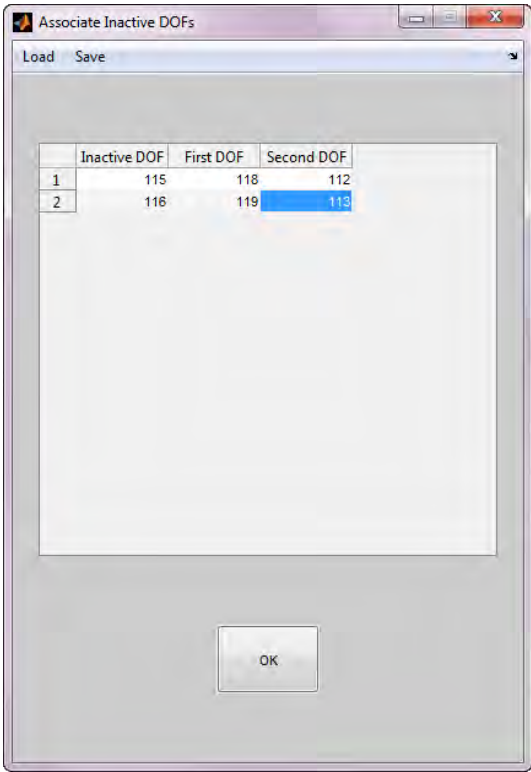 Associate Inactive DOFs
Load Save
Inactive DOF First DOF Second DOF
1 115 118 112
2 116 119 113
OK